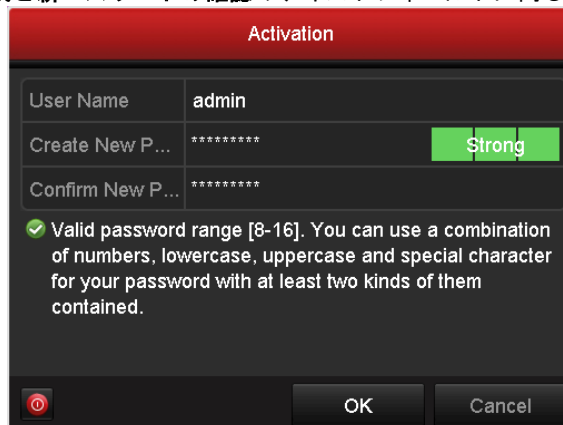 Activation
User Name admin
Create New P... ********* Strong
Confirm New P... *********
Valid password range [8-16]. You can use a combination
of numbers, lowercase, uppercase and special character
for your password with at least two kinds of them
contained.
OK Cancel